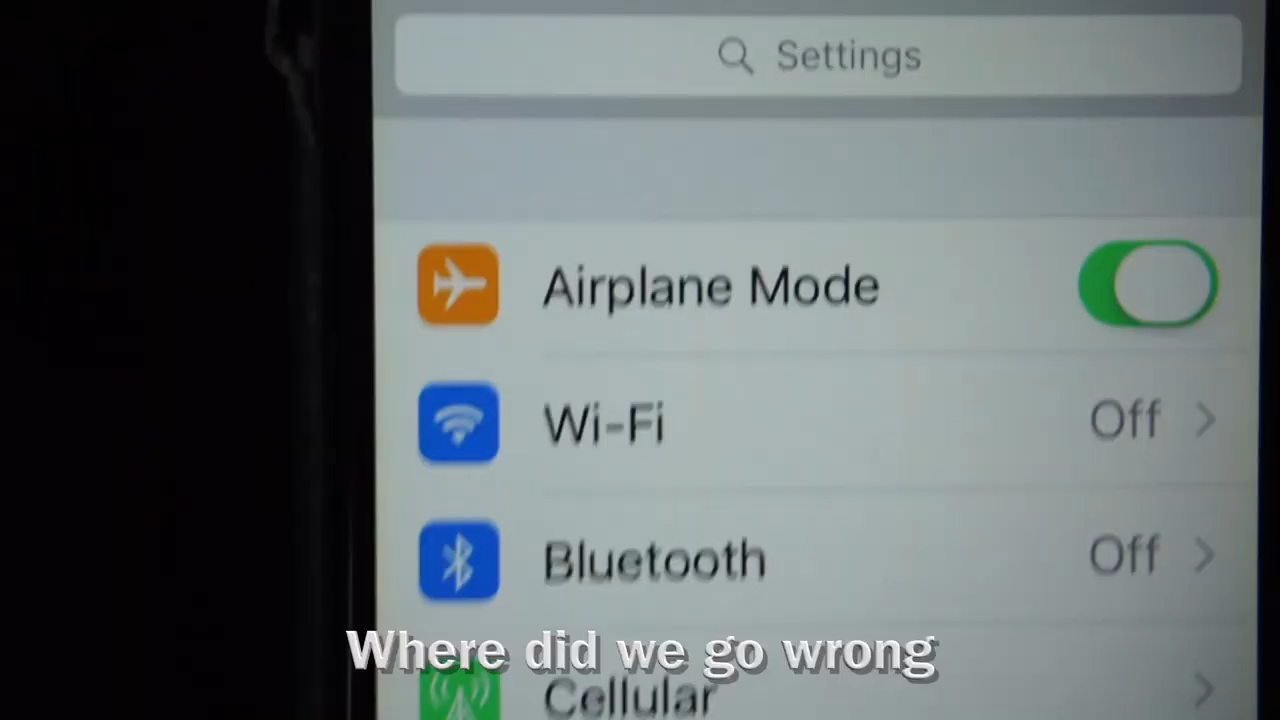 Settings
Airplane Mode
Wi-Fi Off
Bluetooth Off
Where did we go wrong
Cellular